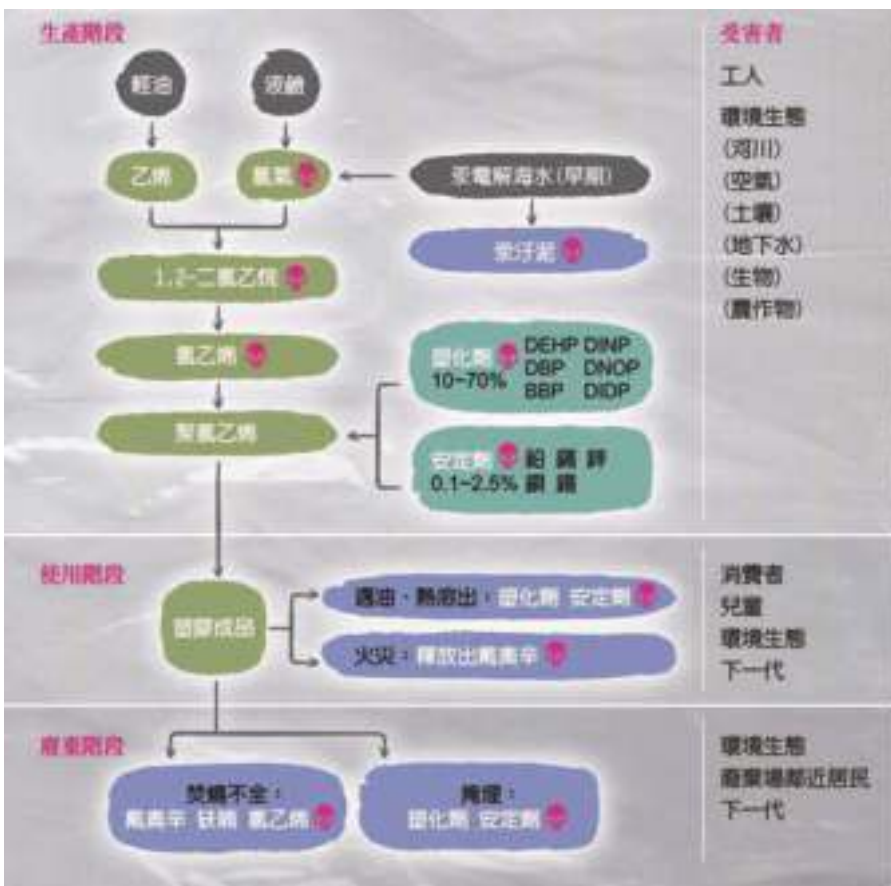 生產階段
受害者
輕油
液鹼
工人
環境生態
(河川)
(空氣)
(土壤)
(地下水)
(生物)
(農作物)
乙烯
氯氣
汞電解海水(早期)
汞汙泥
1,2-二氯乙烷
氯乙烯
塑化劑 DEHP DINP
10~70% DBP DNOP
BBP DIDP
聚氯乙烯
安定劑 鉛 鎘 鋅
0.1~2.5% 鋇 錫
使用階段
消費者
兒童
環境生態
下一代
塑膠成品
遇油、熱溶出：塑化劑 安定劑
火災：釋放出戴奧辛
廢棄階段
環境生態
廢棄場鄰近居民
下一代
焚燒不全：
戴奧辛 呋喃 氯乙烯
掩埋：
塑化劑 安定劑